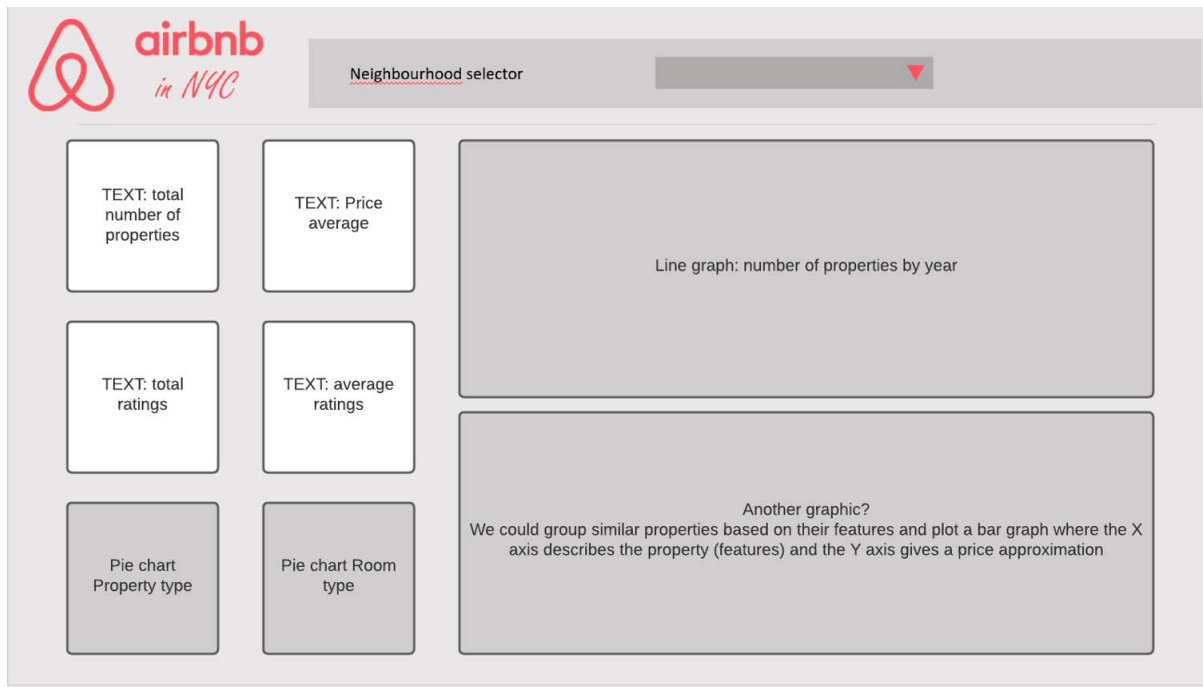 airbnb
in NYC
Neighbourhood selector
TEXT: total
number of
properties
TEXT: Price
average
Line graph: number of properties by year
TEXT: total
ratings
TEXT: average
ratings
Another graphic?
We could group similar properties based on their features and plot a bar graph where the X
axis describes the property (features) and the Y axis gives a price approximation
Pie chart
Property type
Pie chart Room
type